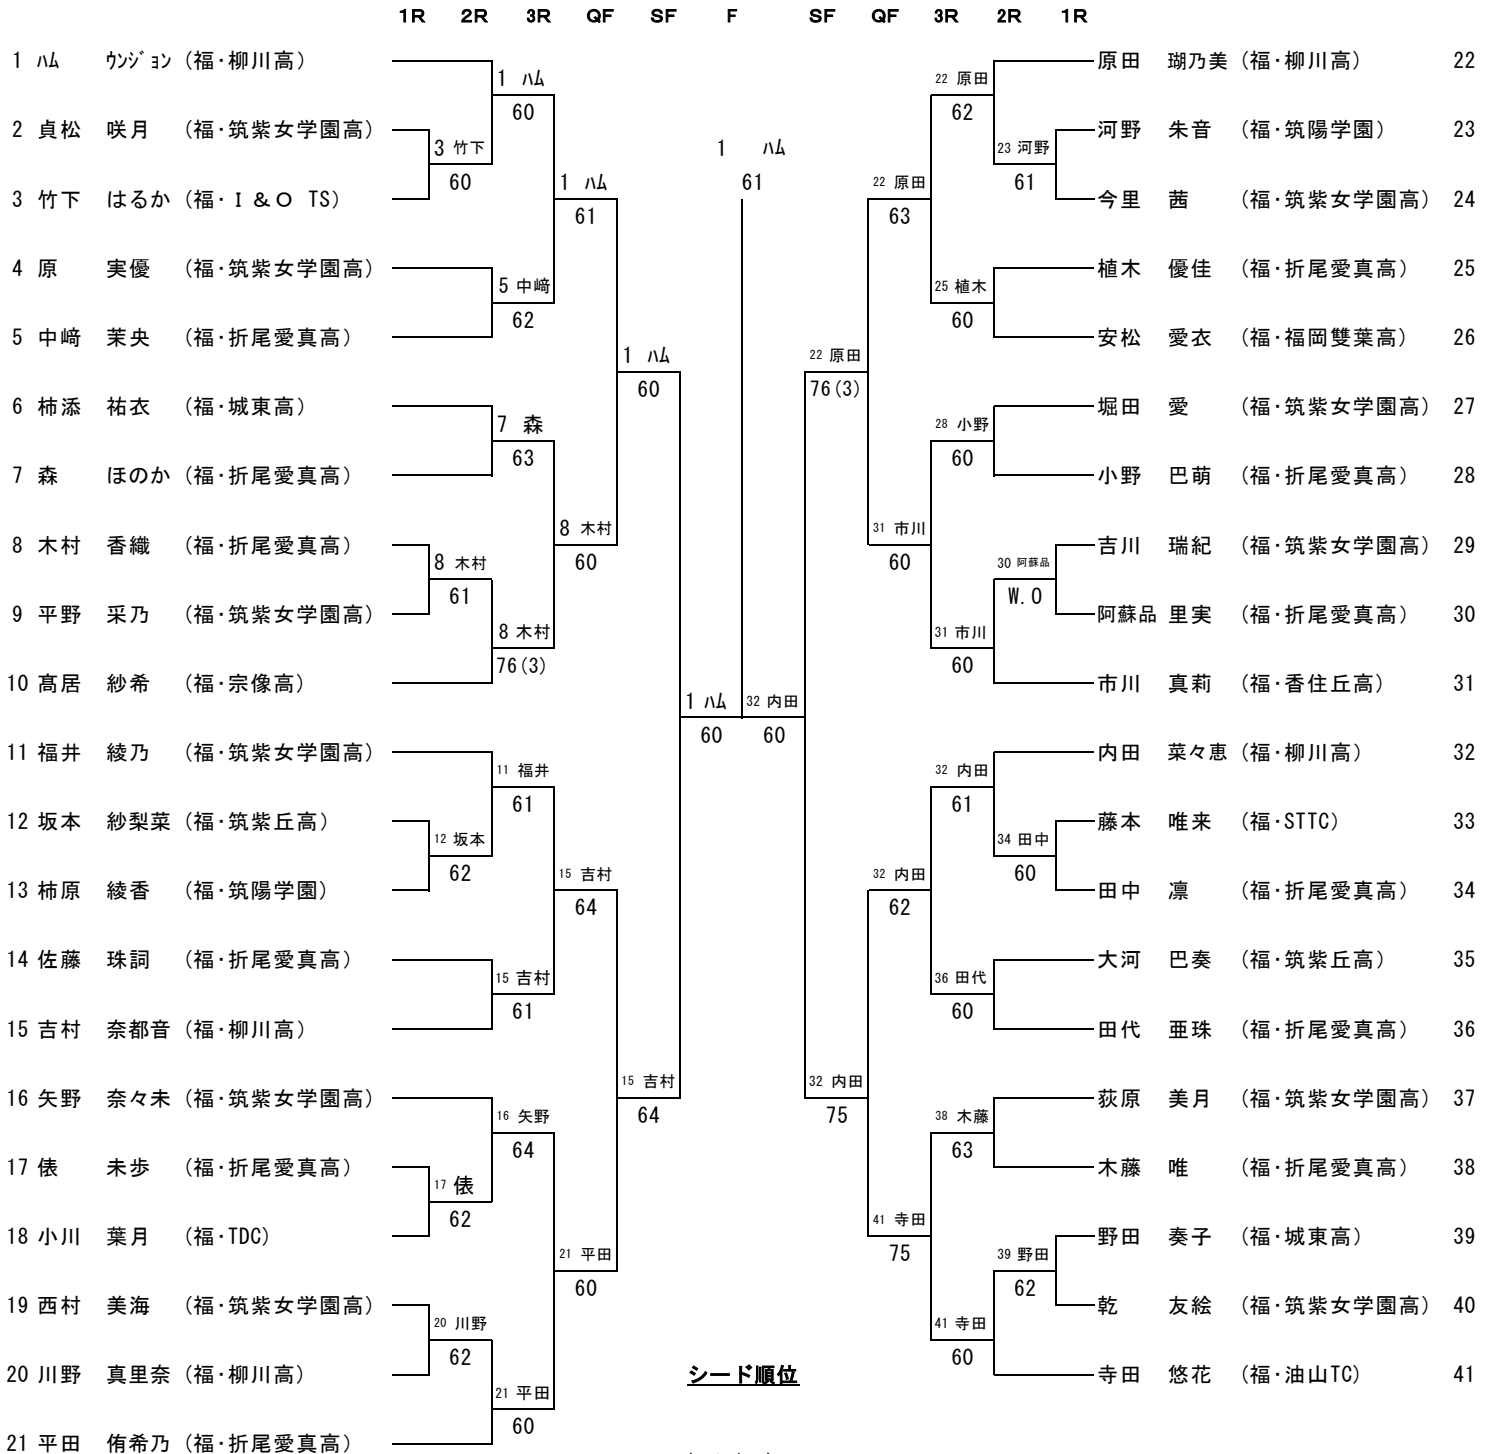 1R 2R 3R QF SF F SF QF 3R 2R 1R
1 ﾊﾑ ｳﾝｼﾞｮﾝ (福・柳川高) 原田 瑚乃美 (福・柳川高) 22
1 ﾊﾑ 22 原田
60 62
2 貞松 咲月 (福・筑紫女学園高) 河野 朱音 (福・筑陽学園) 23
3 竹下 1 ﾊﾑ 23 河野
60 1 ﾊﾑ 61 22 原田 61
3 竹下 はるか (福・Ｉ＆Ｏ TS) 今里 茜 (福・筑紫女学園高) 24
61 63
4 原 実優 (福・筑紫女学園高) 植木 優佳 (福・折尾愛真高) 25
5 中﨑 25 植木
62 60
5 中﨑 茉央 (福・折尾愛真高) 安松 愛衣 (福・福岡雙葉高) 26
1 ﾊﾑ 22 原田
60 76(3)
6 柿添 祐衣 (福・城東高) 堀田 愛 (福・筑紫女学園高) 27
7 森 28 小野
63 60
7 森 ほのか (福・折尾愛真高) 小野 巴萌 (福・折尾愛真高) 28
8 木村 31 市川
8 木村 香織 (福・折尾愛真高) 吉川 瑞紀 (福・筑紫女学園高) 29
8 木村 60 60 30 阿蘇品
61 W.O
9 平野 采乃 (福・筑紫女学園高) 阿蘇品 里実 (福・折尾愛真高) 30
8 木村 31 市川
76(3) 60
10 髙居 紗希 (福・宗像高) 市川 真莉 (福・香住丘高) 31
1 ﾊﾑ 32 内田
60 60
11 福井 綾乃 (福・筑紫女学園高) 内田 菜々恵 (福・柳川高) 32
11 福井 32 内田
61 61
12 坂本 紗梨菜 (福・筑紫丘高) 藤本 唯来 (福・STTC) 33
12 坂本 34 田中
62 15 吉村 32 内田 60
13 柿原 綾香 (福・筑陽学園) 田中 凛 (福・折尾愛真高) 34
64 62
14 佐藤 珠詞 (福・折尾愛真高) 大河 巴奏 (福・筑紫丘高) 35
15 吉村 36 田代
61 60
15 吉村 奈都音 (福・柳川高) 田代 亜珠 (福・折尾愛真高) 36
15 吉村 32 内田
16 矢野 奈々未 (福・筑紫女学園高) 荻原 美月 (福・筑紫女学園高) 37
16 矢野 64 75 38 木藤
64 63
17 俵 未歩 (福・折尾愛真高) 木藤 唯 (福・折尾愛真高) 38
17 俵
62 41 寺田
18 小川 葉月 (福・TDC) 野田 奏子 (福・城東高) 39
21 平田 75 39 野田
60 62
19 西村 美海 (福・筑紫女学園高) 乾 友絵 (福・筑紫女学園高) 40
20 川野 41 寺田
62 60
20 川野 真里奈 (福・柳川高) シード順位 寺田 悠花 (福・油山TC) 41
21 平田
60
21 平田 侑希乃 (福・折尾愛真高)